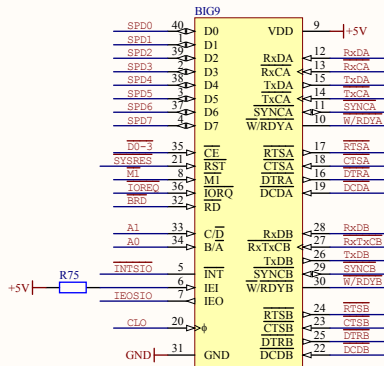 BIG9
SPD0 40 D0 VDD 9 +5V
SPD1 1 D1
SPD2 39 D2 RxDA 12 RxDA
SPD3 2 D3 RxCA 13 RxCA
SPD4 38 D4 TxDA 15 TxDA
SPD5 3 D5 TxCA 14 TxCA
SPD6 37 D6 SYNCA 11 SYNCA
SPD7 4 D7 W/RDYA 10 W/RDYA
D0-3 35 CE RTSA 17 RTSA
SYSRES 21 RST CTSA 18 CTSA
M1 8 M1 DTRA 16 DTRA
IOREQ 36 IORQ DCDA 19 DCDA
BRD 32 RD
A1 33 C/D RxDB 28 RxDB
A0 34 B/A RxTxCB 27 RxTxCB
TxDB 26 TxDB
INTSIO 5 INT SYNCB 29 SYNCB
+5V R75 6 IEI W/RDYB 30 W/RDYB
IEOSIO 7 IEO
RTSB 24 RTSB
CLO 20 ϕ CTSB 23 CTSB
DTRB 25 DTRB
GND 31 GND DCDB 22 DCDB